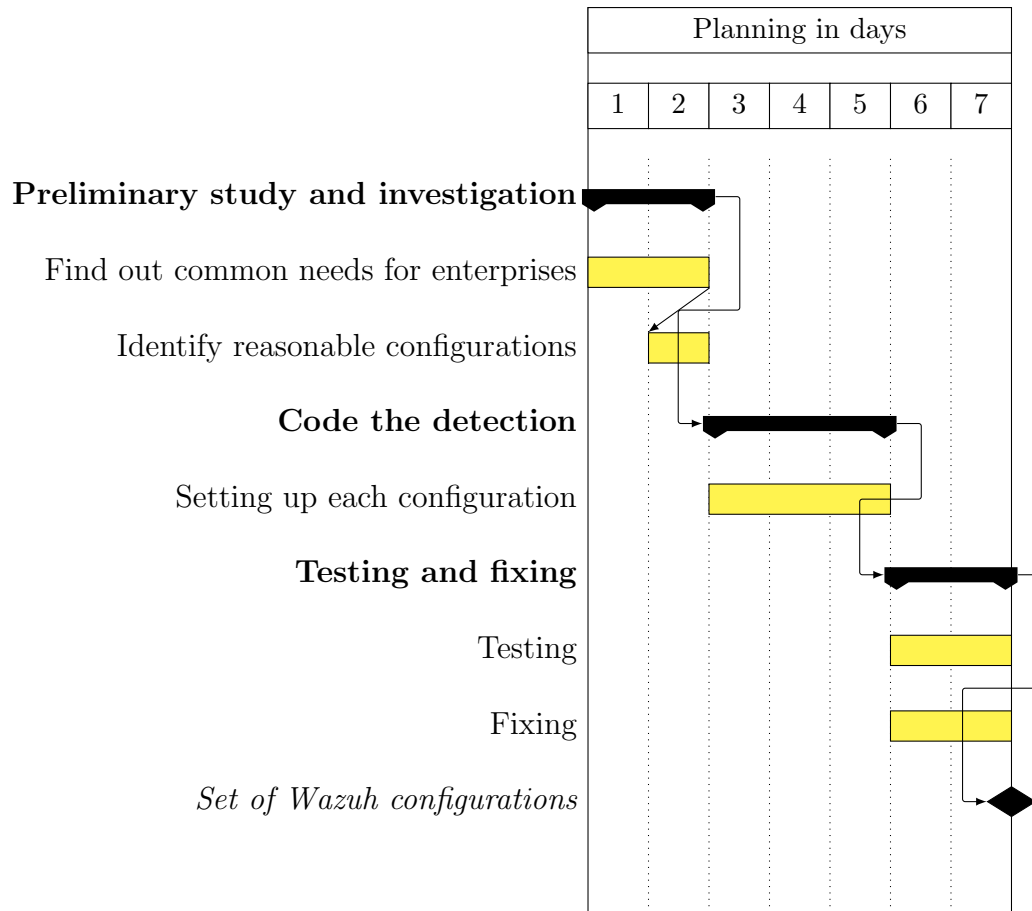 Planning in days
1 2 3 4 5 6 7
Preliminary study and investigation
Find out common needs for enterprises
Identify reasonable configurations
Code the detection
Setting up each configuration
Testing and fixing
Testing
Fixing
Set of Wazuh configurations